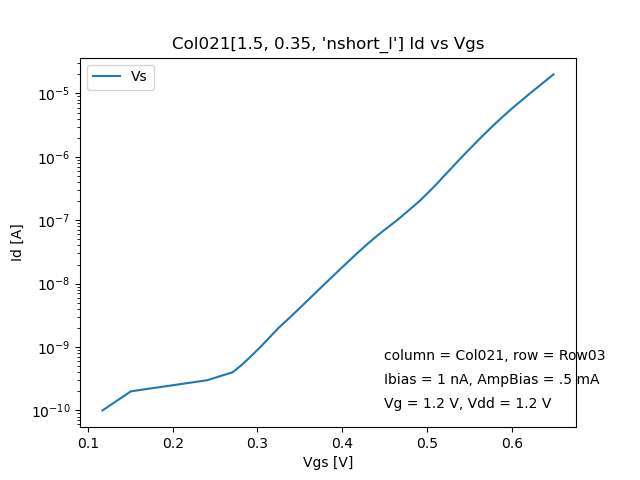 Col021[1.5, 0.35, 'nshort_l'] Id vs Vgs
Vs
10⁻⁵
10⁻⁶
10⁻⁷
10⁻⁸
10⁻⁹
10⁻¹⁰
Id [A]
column = Col021, row = Row03
Ibias = 1 nA, AmpBias = .5 mA
Vg = 1.2 V, Vdd = 1.2 V
0.1 0.2 0.3 0.4 0.5 0.6
Vgs [V]